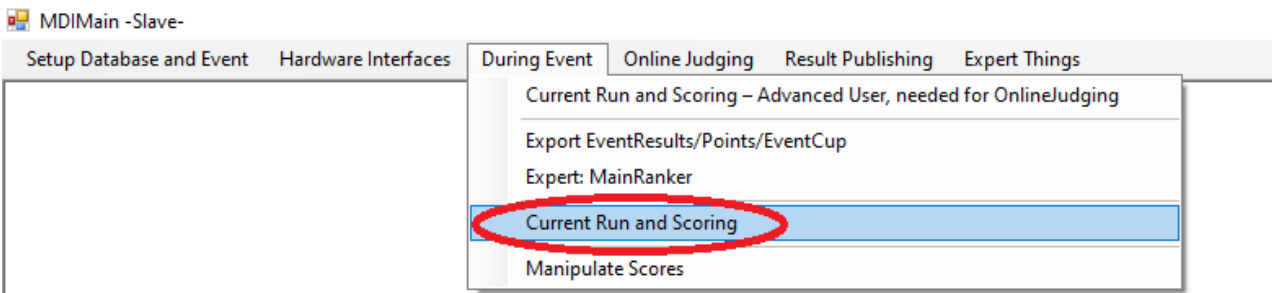 MDIMain -Slave-
Setup Database and Event Hardware Interfaces During Event Online Judging Result Publishing Expert Things
Current Run and Scoring – Advanced User, needed for OnlineJudging
Export EventResults/Points/EventCup
Expert: MainRanker
Current Run and Scoring
Manipulate Scores